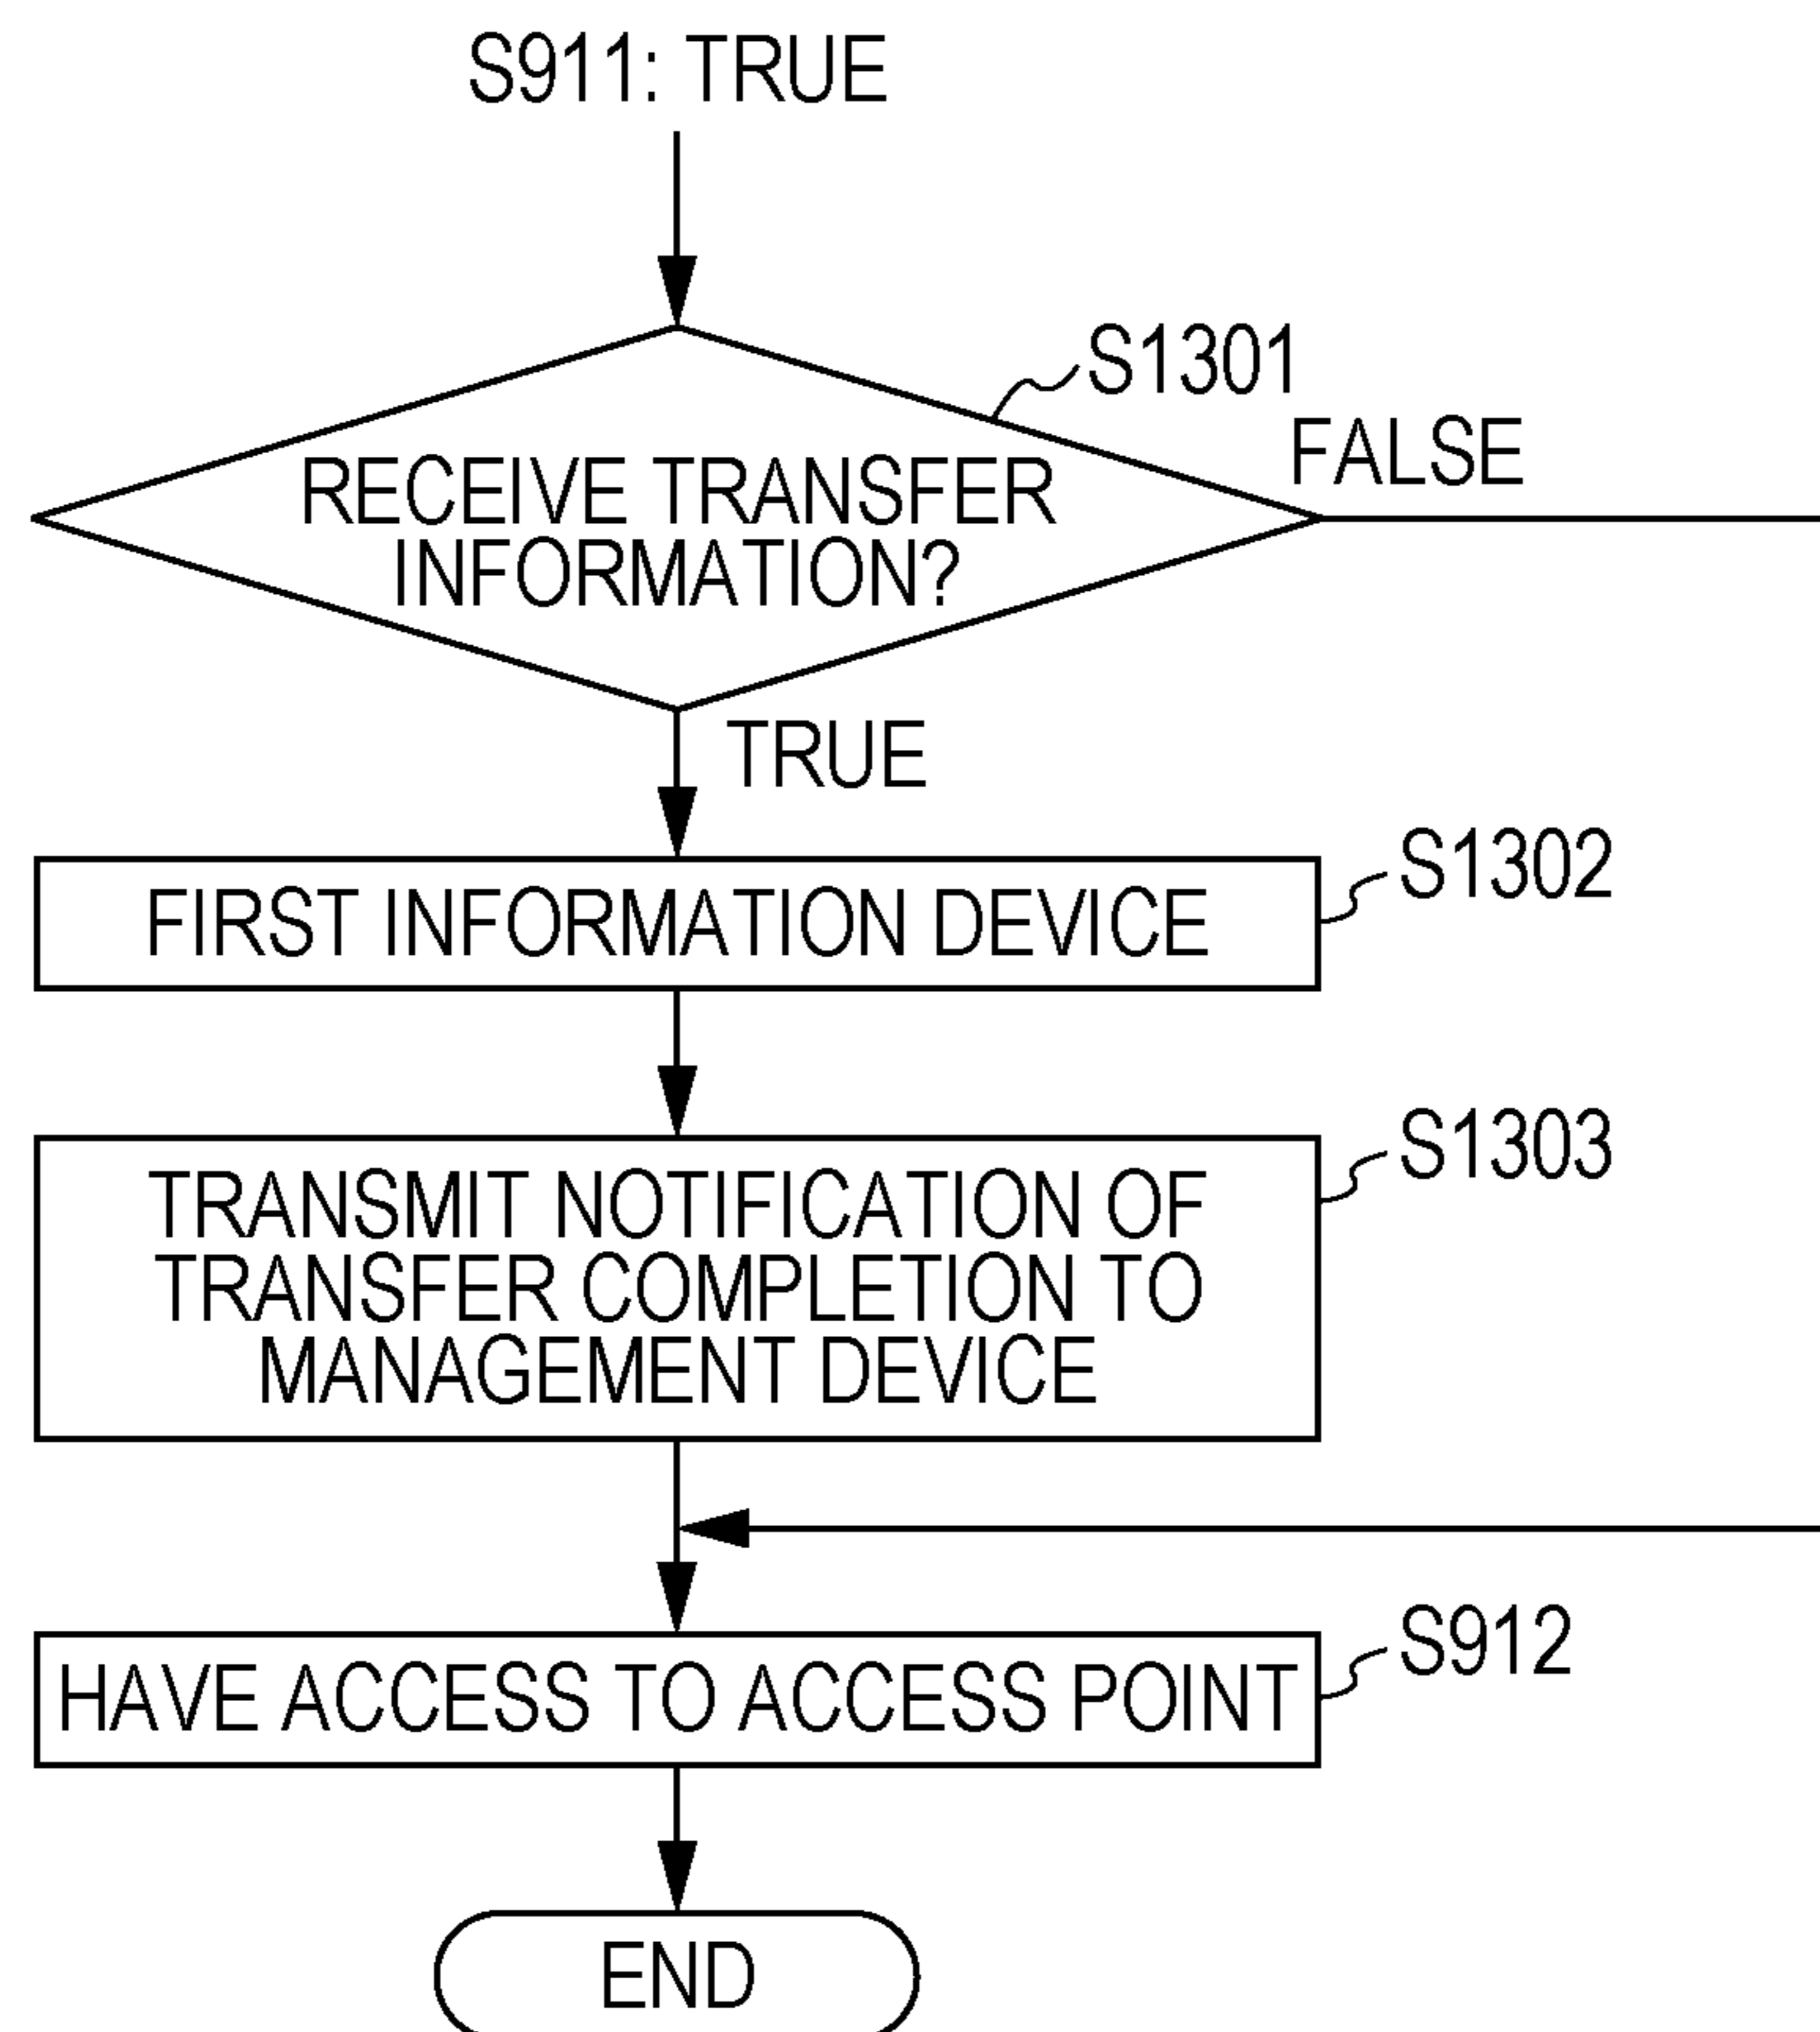 S911: TRUE
S1301
FALSE
RECEIVE TRANSFER
INFORMATION?
TRUE
S1302
FIRST INFORMATION DEVICE
S1303
TRANSMIT NOTIFICATION OF
TRANSFER COMPLETION TO
MANAGEMENT DEVICE
S912
HAVE ACCESS TO ACCESS POINT
END